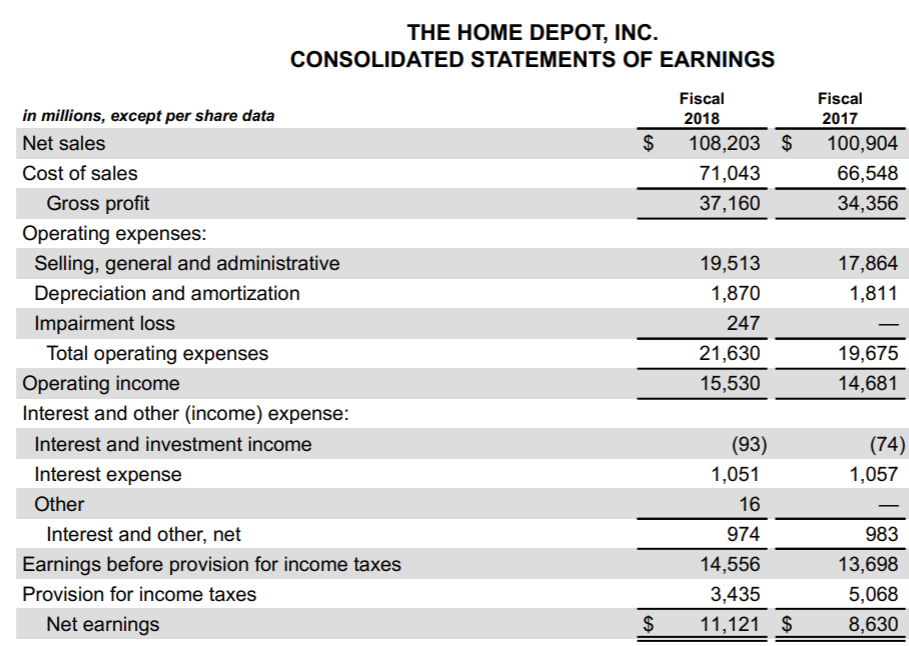 THE HOME DEPOT, INC.
CONSOLIDATED STATEMENTS OF EARNINGS
in millions, except per share data Fiscal 2018 Fiscal 2017
Net sales $ 108,203 $ 100,904
Cost of sales 71,043 66,548
Gross profit 37,160 34,356
Operating expenses:
Selling, general and administrative 19,513 17,864
Depreciation and amortization 1,870 1,811
Impairment loss 247 —
Total operating expenses 21,630 19,675
Operating income 15,530 14,681
Interest and other (income) expense:
Interest and investment income (93) (74)
Interest expense 1,051 1,057
Other 16 —
Interest and other, net 974 983
Earnings before provision for income taxes 14,556 13,698
Provision for income taxes 3,435 5,068
Net earnings $ 11,121 $ 8,630